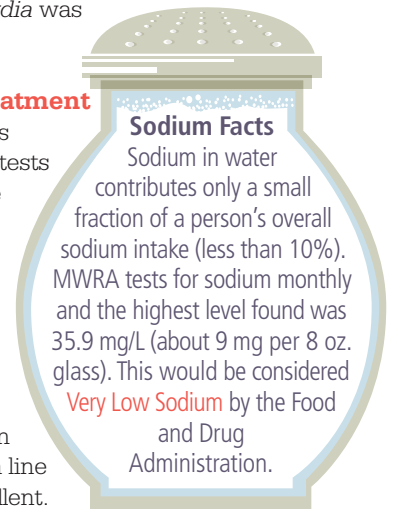 dia was
atment
s
tests
Sodium Facts
Sodium in water
contributes only a small
fraction of a person's overall
sodium intake (less than 10%).
MWRA tests for sodium monthly
and the highest level found was
35.9 mg/L (about 9 mg per 8 oz.
glass). This would be considered
Very Low Sodium by the Food
and Drug
Administration.
n
line
llent.